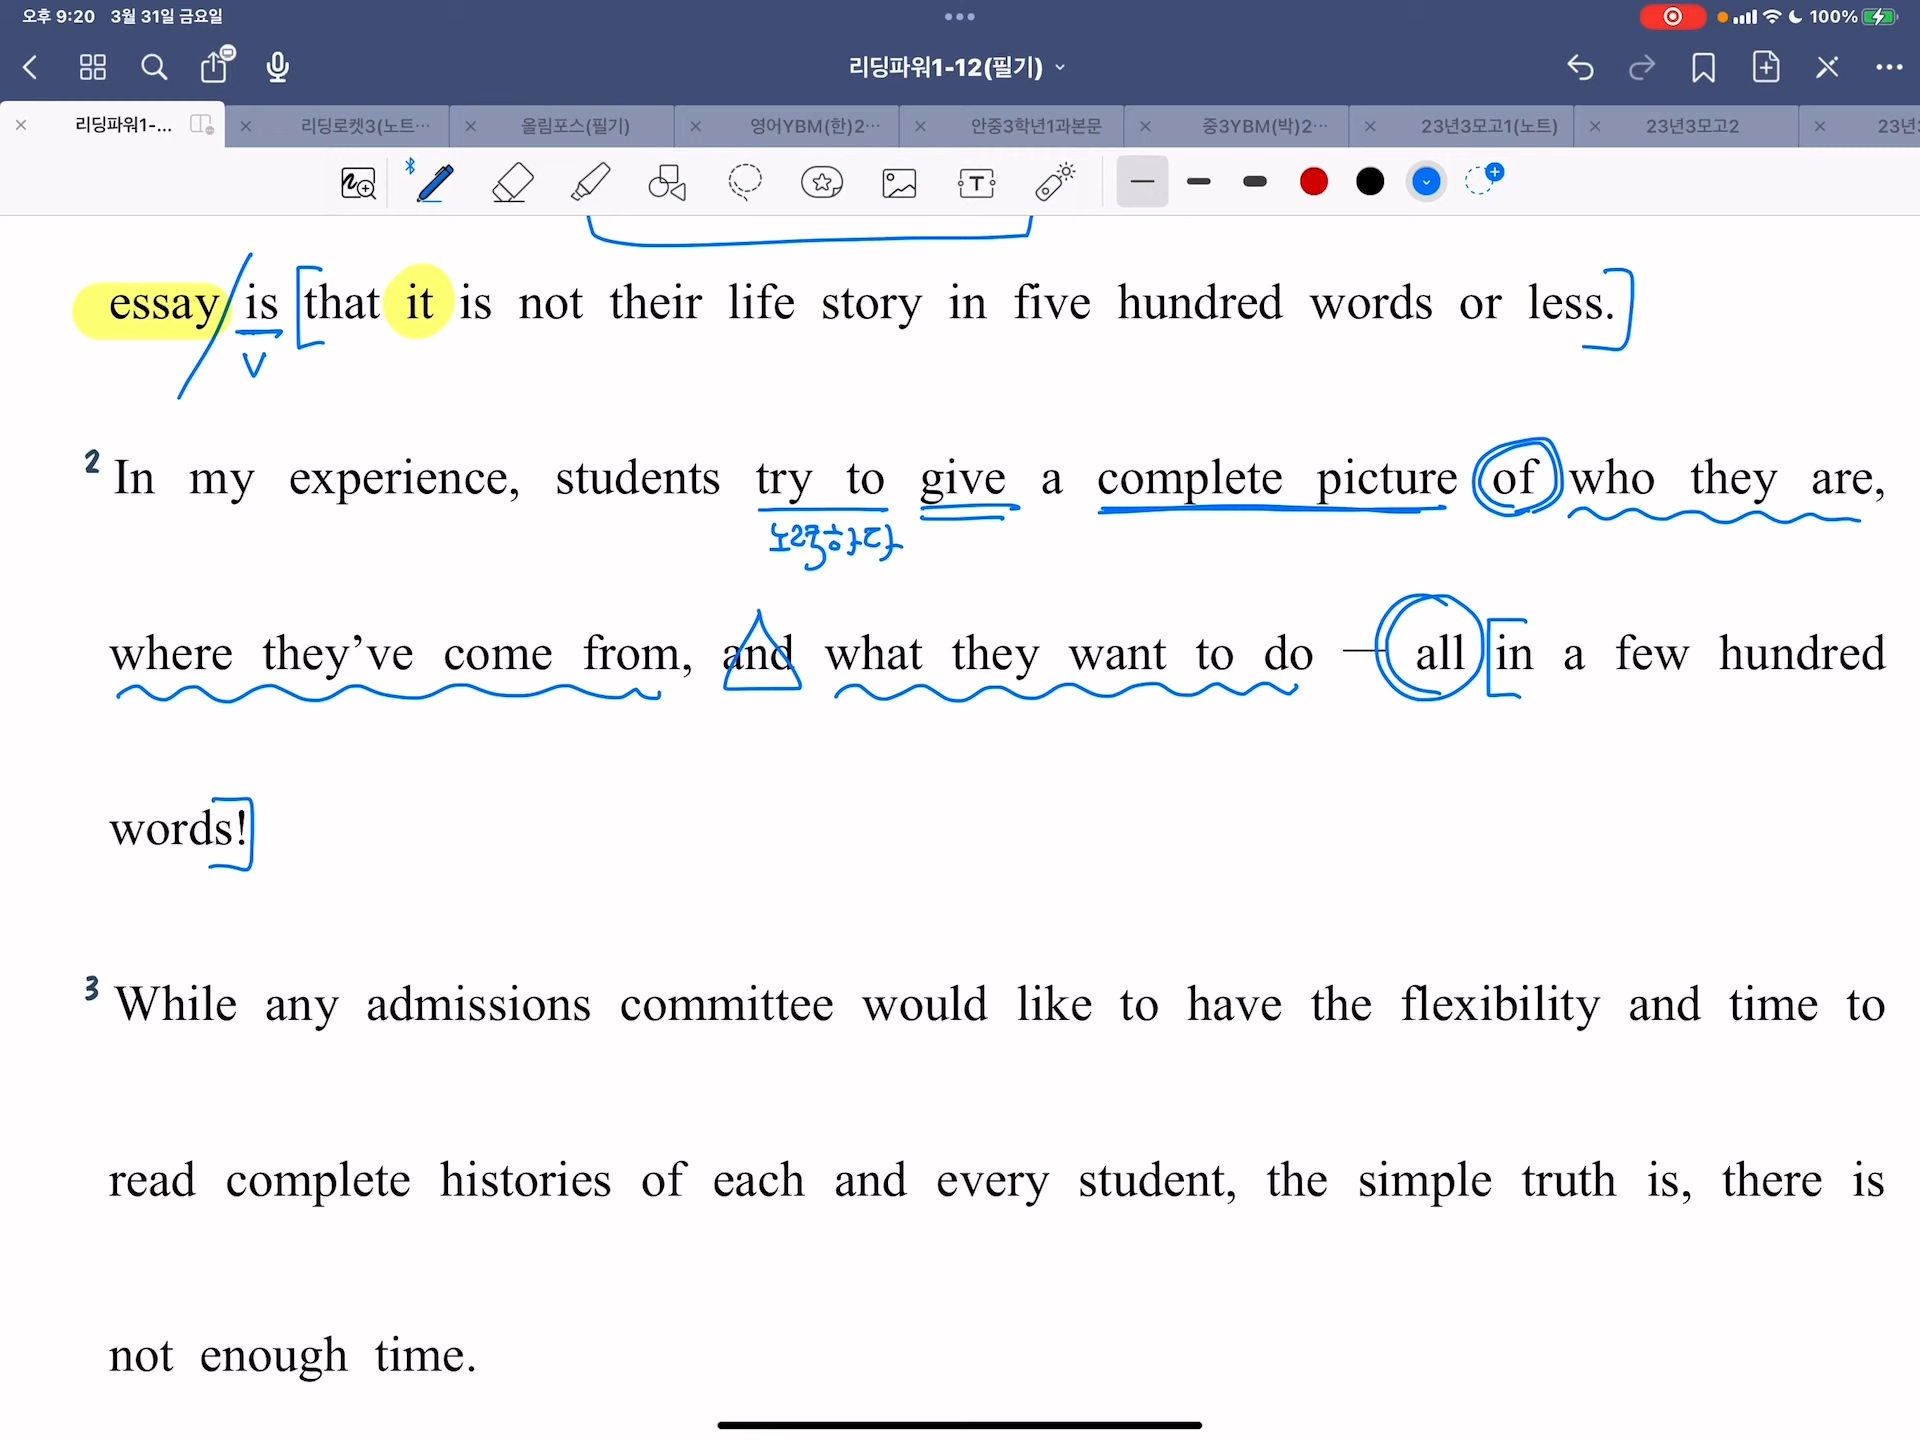 오후 9:20 3월 31일 금요일
100%
리딩파워1-12(필기)
리딩파워1-... 리딩로켓3(노트… 올림포스(필기) 영어YBM(한)2… 안중3학년1과본문 중3YBM(박)2… 23년3모고1(노트) 23년3모고2 23년
essay is that it is not their life story in five hundred words or less.
V
2 In my experience, students try to give a complete picture of who they are,
노력하다
where they've come from, and what they want to do — all in a few hundred
words!
3 While any admissions committee would like to have the flexibility and time to
read complete histories of each and every student, the simple truth is, there is
not enough time.